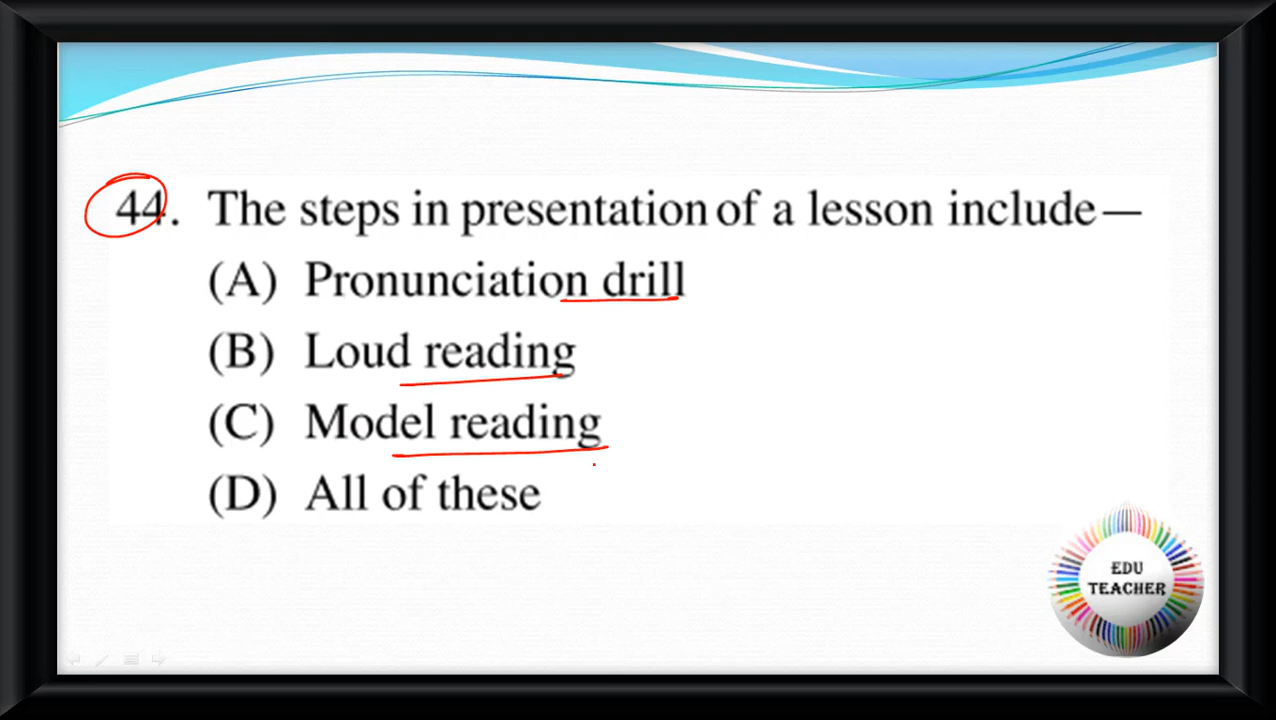 44. The steps in presentation of a lesson include—
(A) Pronunciation drill
(B) Loud reading
(C) Model reading
(D) All of these
EDU
TEACHER